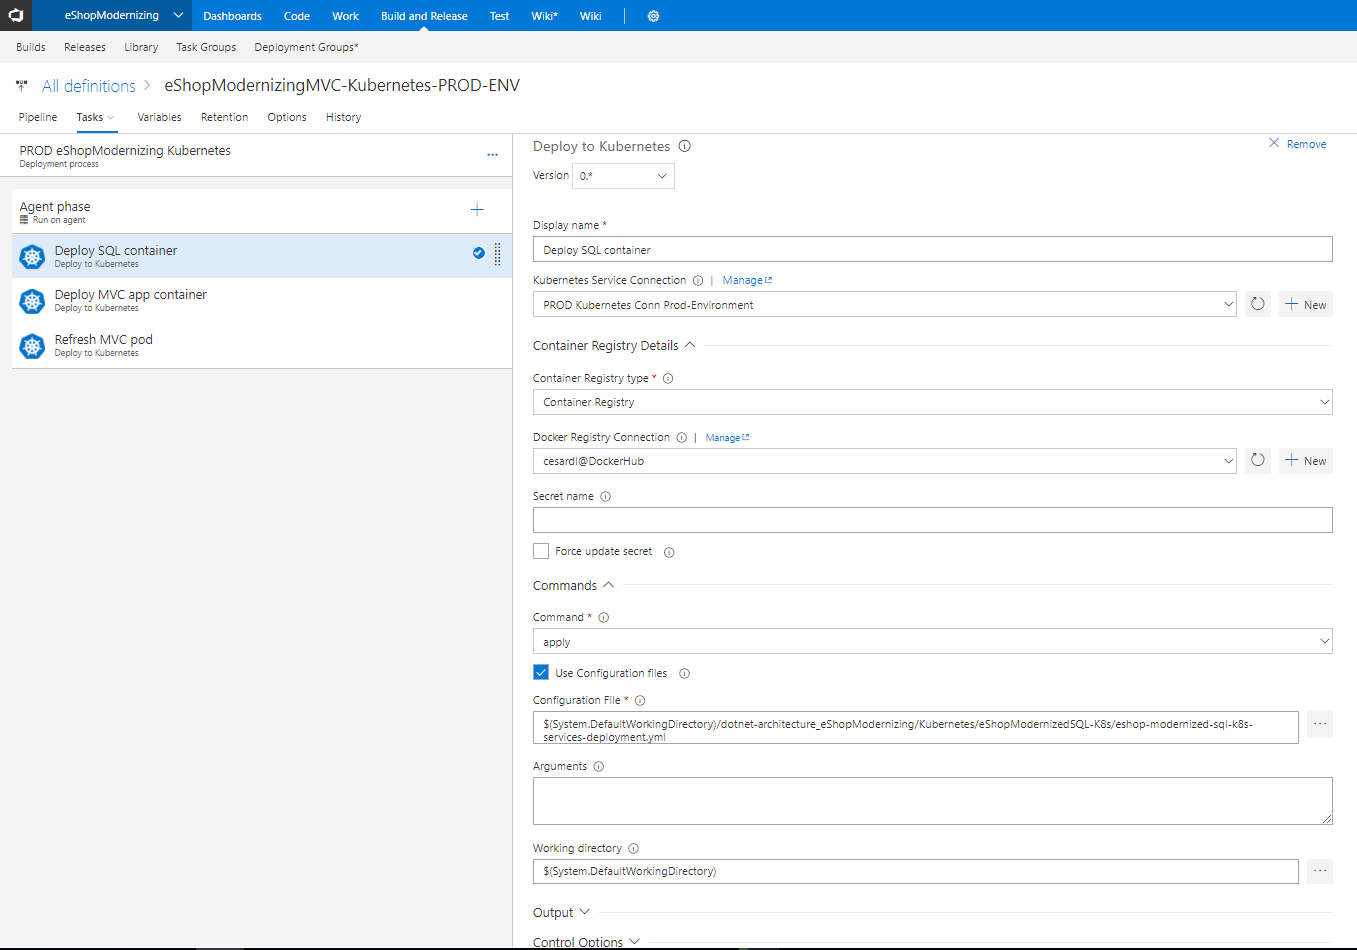 eShopModernizing
Dashboards Code Work Build and Release Test Wiki* Wiki
Builds Releases Library Task Groups Deployment Groups*
All definitions > eShopModernizingMVC-Kubernetes-PROD-ENV
Pipeline Tasks Variables Retention Options History
PROD eShopModernizing Kubernetes
Deployment process
...
Agent phase
Run on agent
Deploy SQL container
Deploy to Kubernetes
Deploy MVC app container
Deploy to Kubernetes
Refresh MVC pod
Deploy to Kubernetes
Deploy to Kubernetes
Remove
Version 0.*
Display name *
Deploy SQL container
Kubernetes Service Connection | Manage
PROD Kubernetes Conn Prod-Environment
+ New
Container Registry Details
Container Registry type *
Container Registry
Docker Registry Connection | Manage
cesardl@DockerHub
+ New
Secret name
Force update secret
Commands
Command *
apply
Use Configuration files
Configuration File *
$(System.DefaultWorkingDirectory)/dotnet-architecture_eShopModernizing/Kubernetes/eShopModernizedSQL-K8s/eshop-modernized-sql-k8s-
services-deployment.yml
...
Arguments
Working directory
$(System.DefaultWorkingDirectory)
...
Output
Control Options